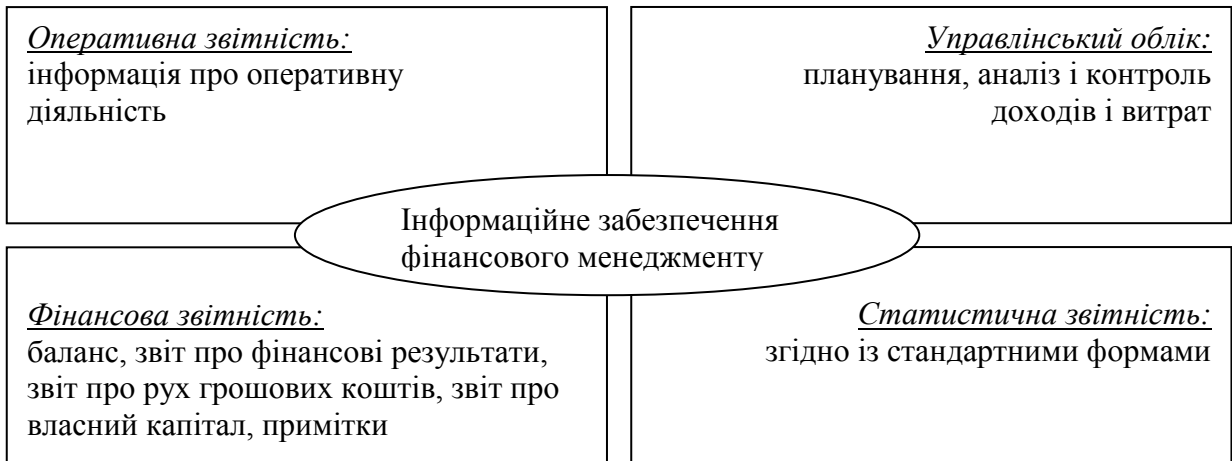 Оперативна звітність:
інформація про оперативну
діяльність
Управлінський облік:
планування, аналіз і контроль
доходів і витрат
Інформаційне забезпечення
фінансового менеджменту
Фінансова звітність:
баланс, звіт про фінансові результати,
звіт про рух грошових коштів, звіт про
власний капітал, примітки
Статистична звітність:
згідно із стандартними формами